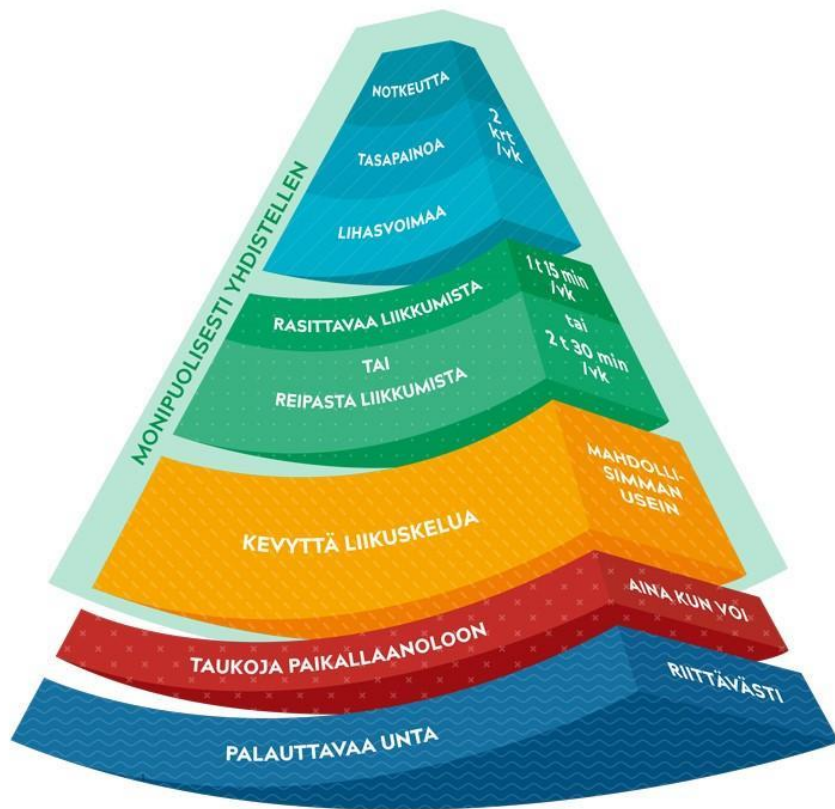 NOTKEUTTA
TASAPAINOA
LIHASVOIMAA
2
krt
/vk
MONIPUOLISESTI YHDISTELLEN
RASITTAVAA LIIKKUMISTA
TAI
REIPASTA LIIKKUMISTA
1 t 15 min
/vk
tai
2 t 30 min
/vk
KEVYTTÄ LIIKUSKELUA
MAHDOLLI-
SIMMAN
USEIN
TAUKOJA PAIKALLAANOLOON
AINA KUN VOI
PALAUTTAVAA UNTA
RIITTÄVÄSTI